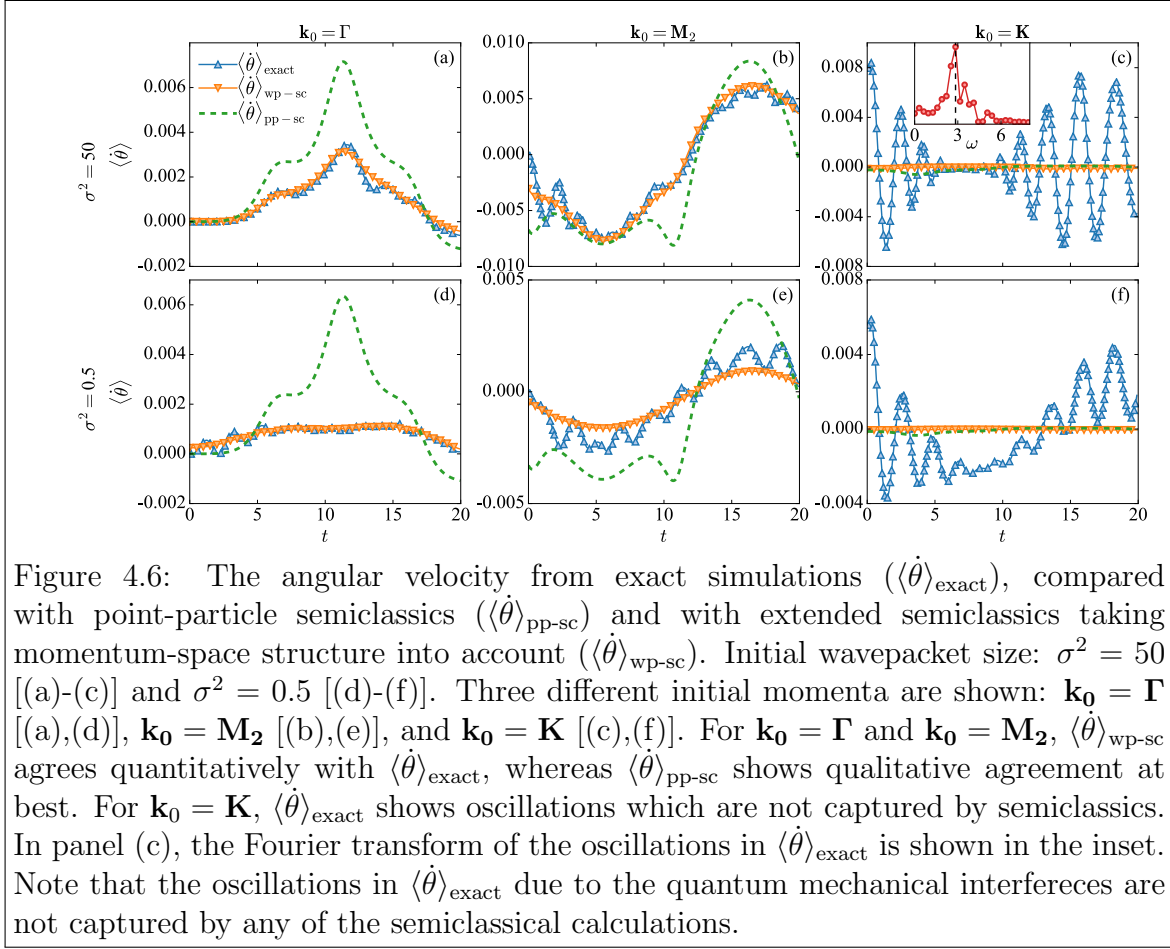 k₀ = Γ
k₀ = M₂
k₀ = K
(a)
⟨θ̇⟩exact
⟨θ̇⟩wp − sc
⟨θ̇⟩pp − sc
σ² = 50
⟨θ̇⟩
0.006
0.004
0.002
0.000
-0.002
(b)
0.010
0.005
0.000
-0.005
-0.010
(c)
0.008
0.004
0.000
-0.004
-0.008
0
3
6
ω
(d)
σ² = 0.5
⟨θ̇⟩
0.006
0.004
0.002
0.000
-0.002
0
5
10
15
20
t
(e)
0.005
0.000
-0.005
0
5
10
15
20
t
(f)
0.004
0.000
-0.004
0
5
10
15
20
t
Figure 4.6: The angular velocity from exact simulations (⟨θ̇⟩exact), compared
with point-particle semiclassics (⟨θ̇⟩pp-sc) and with extended semiclassics taking
momentum-space structure into account (⟨θ̇⟩wp-sc). Initial wavepacket size: σ² = 50
[(a)-(c)] and σ² = 0.5 [(d)-(f)]. Three different initial momenta are shown: k₀ = Γ
[(a),(d)], k₀ = M₂ [(b),(e)], and k₀ = K [(c),(f)]. For k₀ = Γ and k₀ = M₂, ⟨θ̇⟩wp-sc
agrees quantitatively with ⟨θ̇⟩exact, whereas ⟨θ̇⟩pp-sc shows qualitative agreement at
best. For k₀ = K, ⟨θ̇⟩exact shows oscillations which are not captured by semiclassics.
In panel (c), the Fourier transform of the oscillations in ⟨θ̇⟩exact is shown in the inset.
Note that the oscillations in ⟨θ̇⟩exact due to the quantum mechanical interfereces are
not captured by any of the semiclassical calculations.